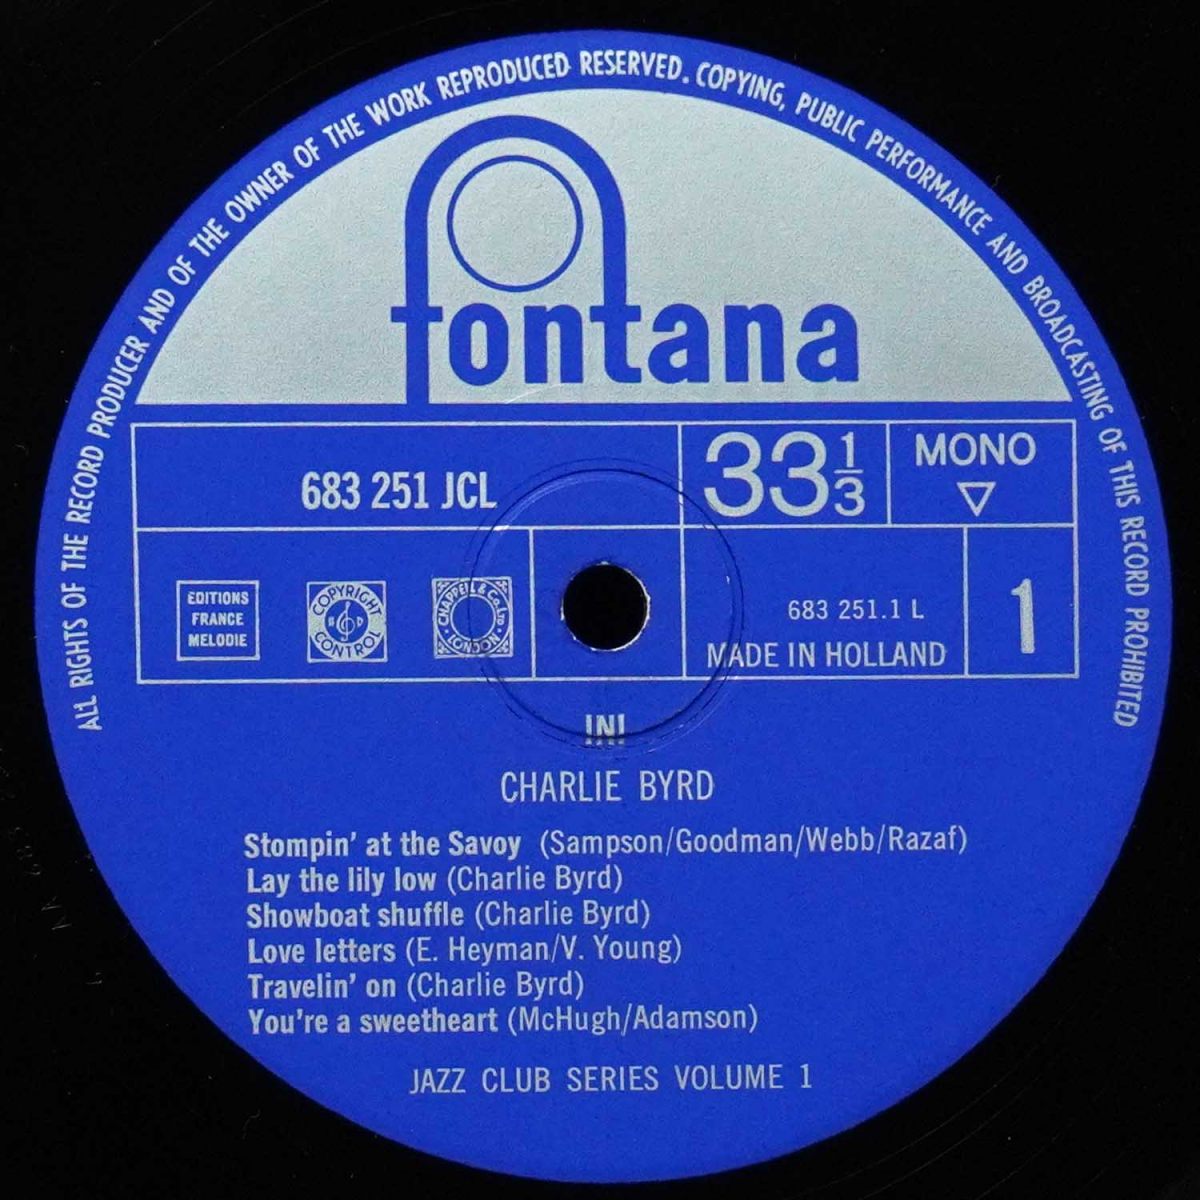 ALL RIGHTS OF THE RECORD PRODUCER AND OF THE OWNER OF THE WORK REPRODUCED RESERVED. COPYING, PUBLIC PERFORMANCE AND BROADCASTING OF THIS RECORD PROHIBITED
fontana
683 251 JCL
33 1/3
MONO
EDITIONS
FRANCE
MELODIE
COPYRIGHT
CONTROL
CHAPPELL & Co. LTD
LONDON
683 251.1 L
MADE IN HOLLAND
1
IN!
CHARLIE BYRD
Stompin' at the Savoy (Sampson/Goodman/Webb/Razaf)
Lay the lily low (Charlie Byrd)
Showboat shuffle (Charlie Byrd)
Love letters (E. Heyman/V. Young)
Travelin' on (Charlie Byrd)
You're a sweetheart (McHugh/Adamson)
JAZZ CLUB SERIES VOLUME 1